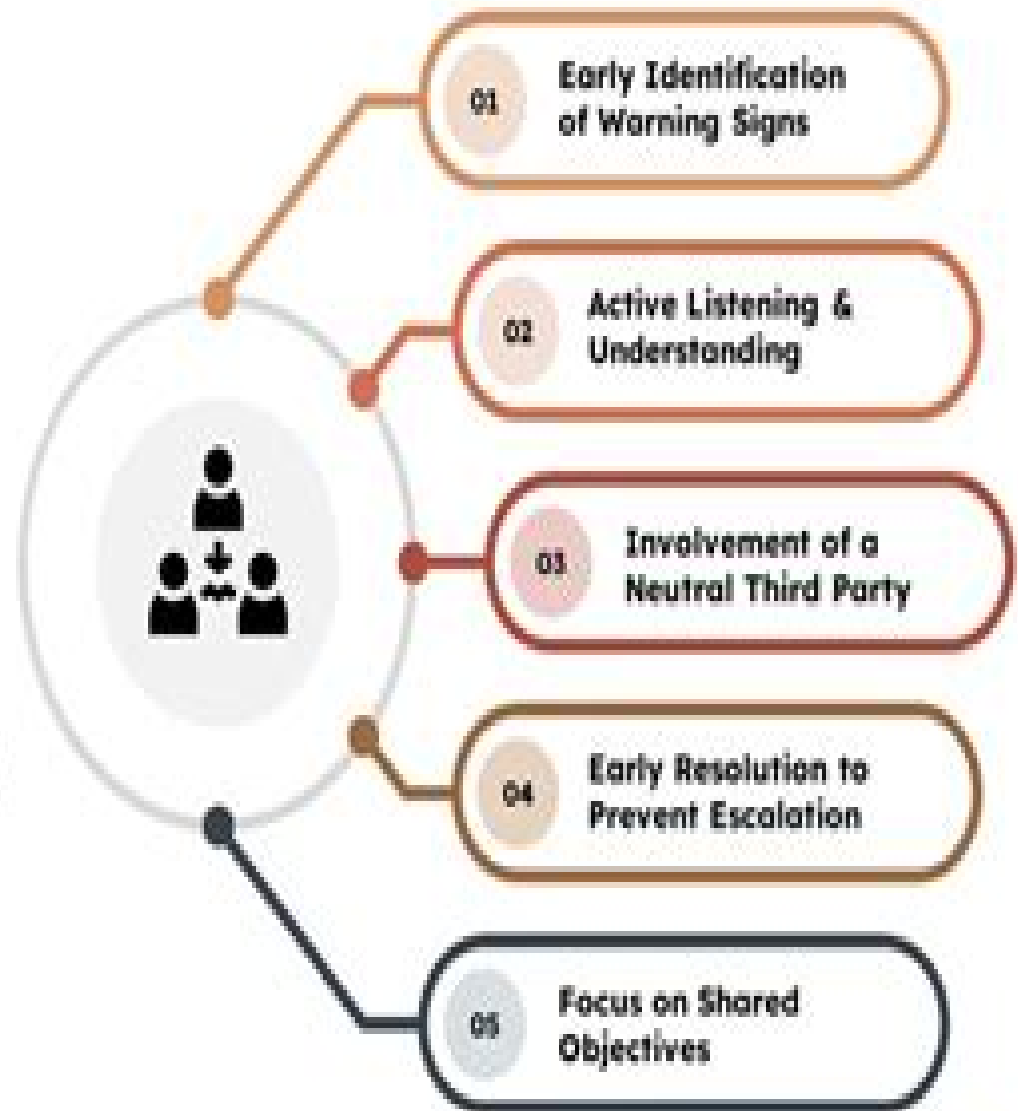 01
Early Identification
of Warning Signs
02
Active Listening &
Understanding
03
Involvement of a
Neutral Third Party
04
Early Resolution to
Prevent Escalation
05
Focus on Shared
Objectives